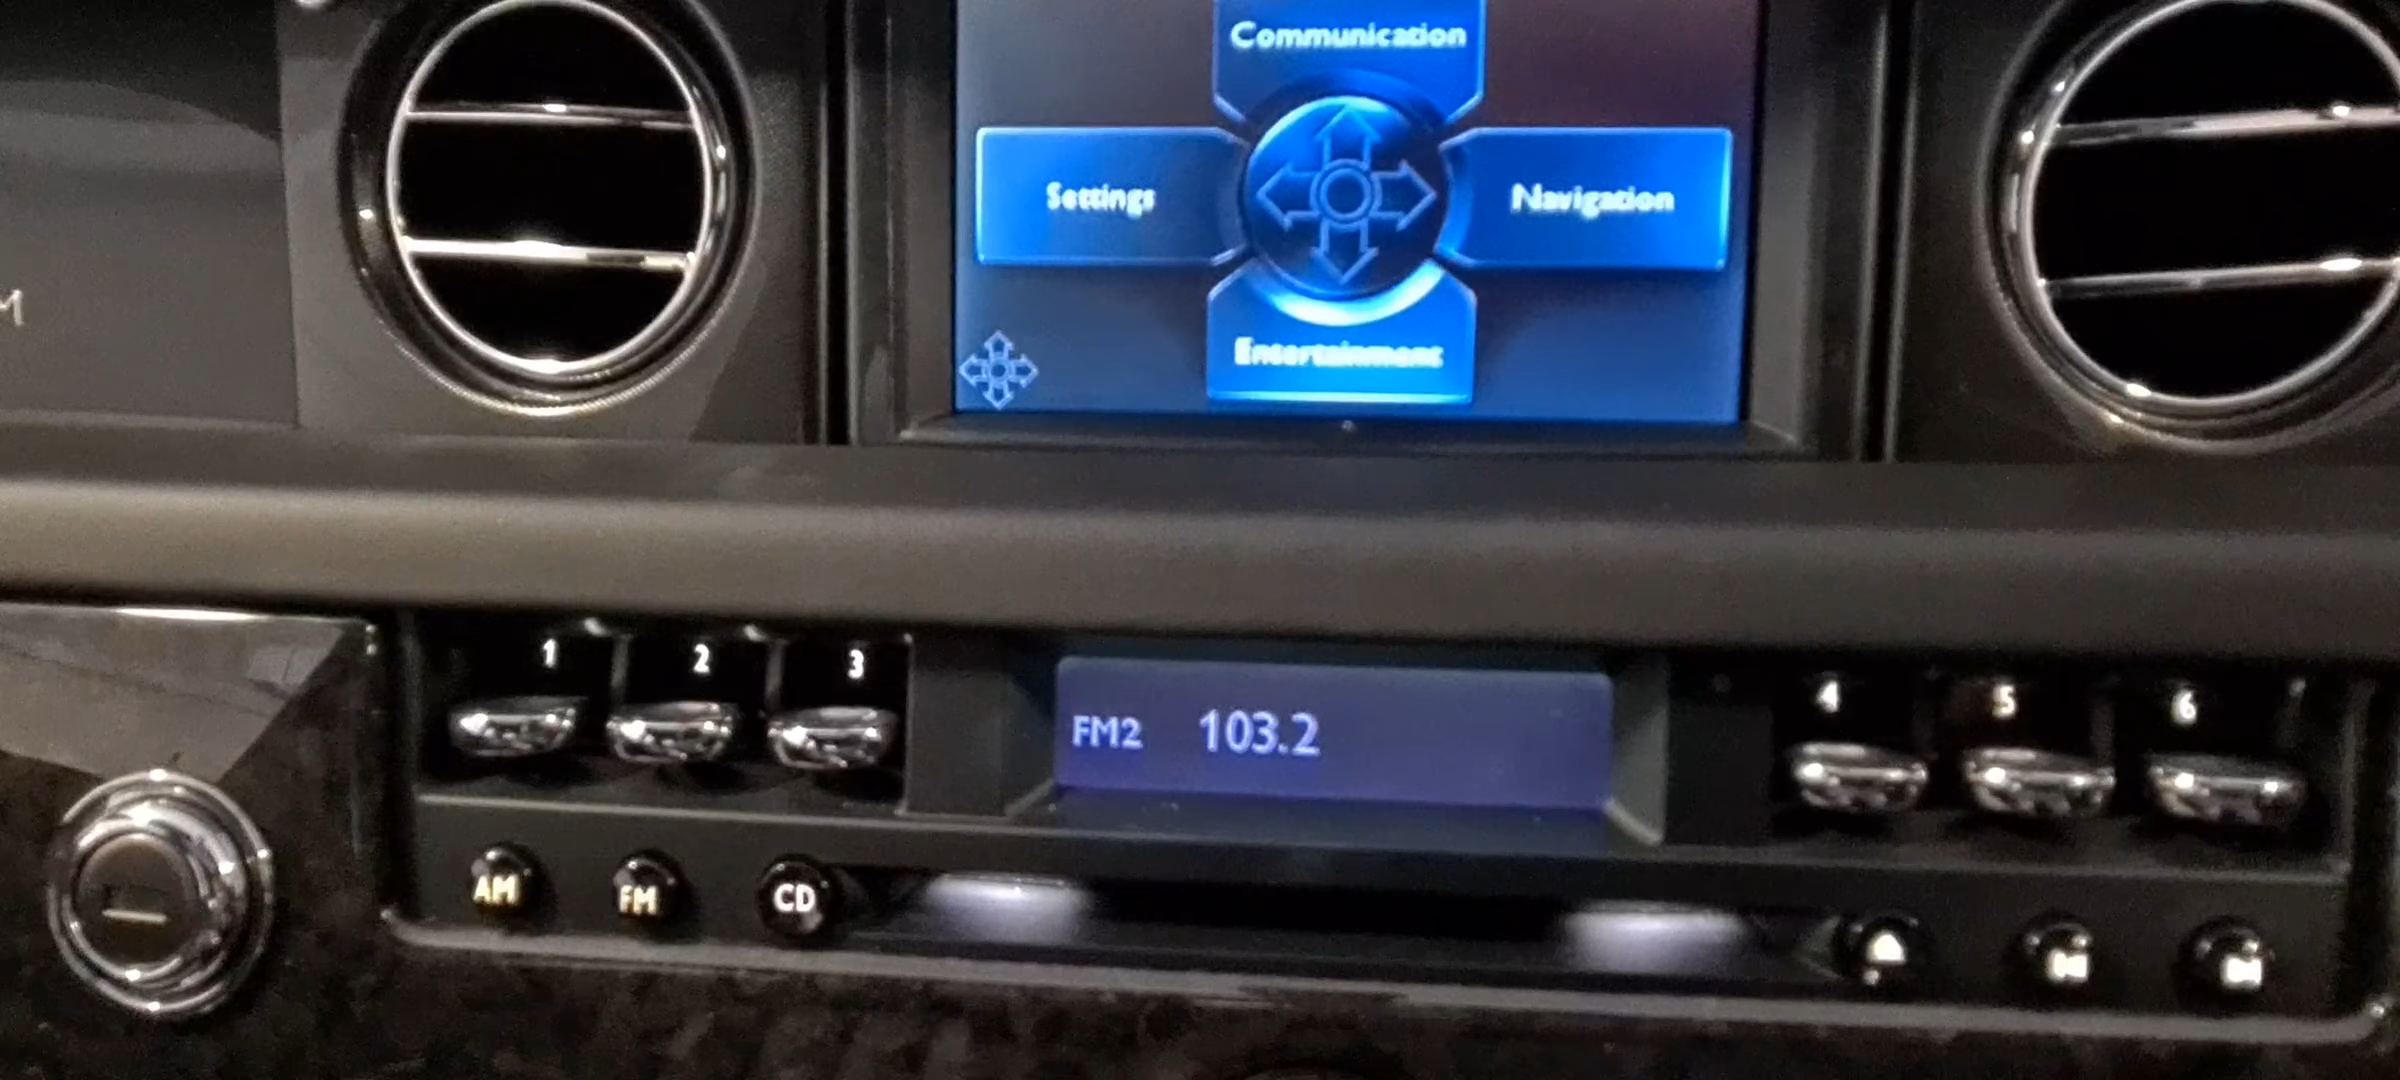 Communication
Settings
Navigation
Entertainment
M
1 2 3
FM2 103.2
4 5 6
AM FM CD